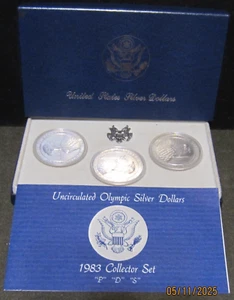 United States Silver Dollars
Uncirculated Olympic Silver Dollars
1983 Collector Set
"P" "D" "S"
05/11/2025